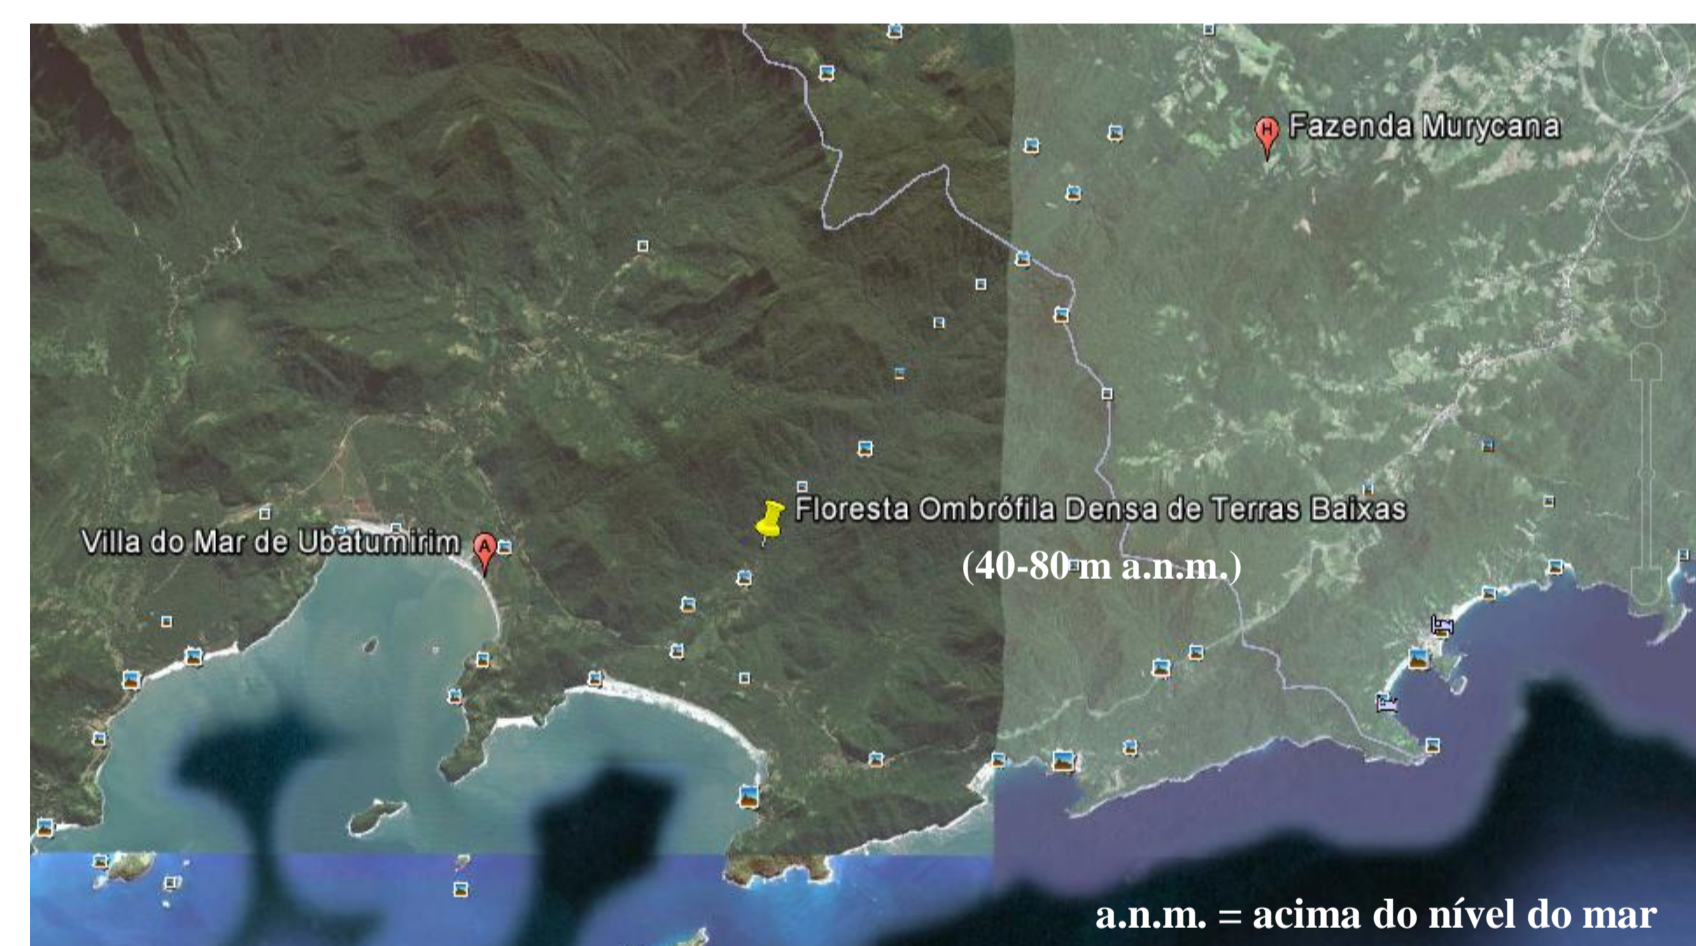 H Fazenda Murycana
Floresta Ombrófila Densa de Terras Baixas
Villa do Mar de Ubatumirim A
(40-80 m a.n.m.)
a.n.m. = acima do nível do mar